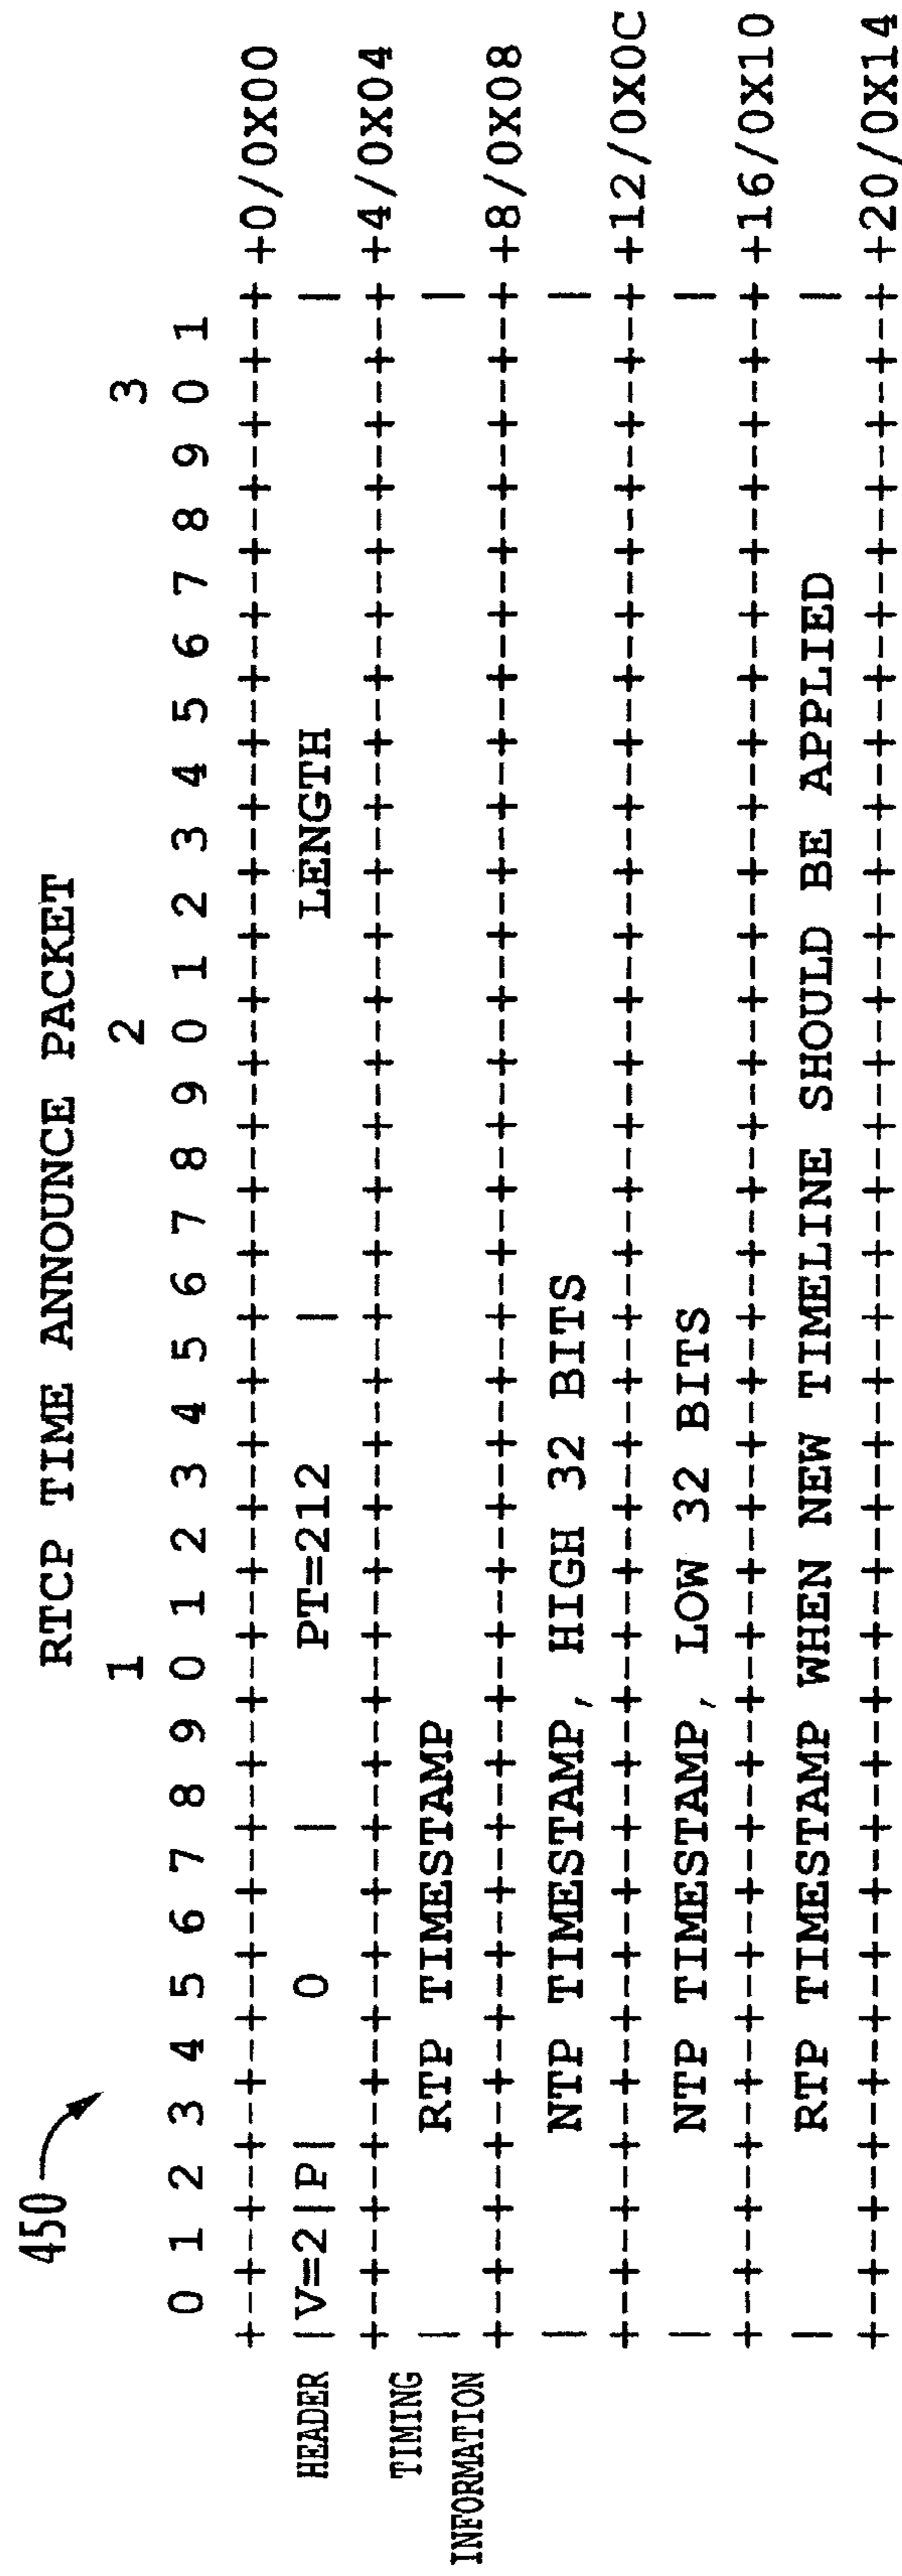 RTCP TIME ANNOUNCE PACKET
450
1 2 3
0 1 2 3 4 5 6 7 8 9 0 1 2 3 4 5 6 7 8 9 0 1 2 3 4 5 6 7 8 9 0 1
+-+-+-+-+-+-+-+-+-+-+-+-+-+-+-+-+-+-+-+-+-+-+-+-+-+-+-+-+-+-+-+-+ +0/0X00
HEADER |V=2|P| 0 | PT=212 | LENGTH |
+-+-+-+-+-+-+-+-+-+-+-+-+-+-+-+-+-+-+-+-+-+-+-+-+-+-+-+-+-+-+-+-+ +4/0X04
TIMING
INFORMATION
| RTP TIMESTAMP |
+-+-+-+-+-+-+-+-+-+-+-+-+-+-+-+-+-+-+-+-+-+-+-+-+-+-+-+-+-+-+-+-+ +8/0X08
| NTP TIMESTAMP, HIGH 32 BITS |
+-+-+-+-+-+-+-+-+-+-+-+-+-+-+-+-+-+-+-+-+-+-+-+-+-+-+-+-+-+-+-+-+ +12/0X0C
| NTP TIMESTAMP, LOW 32 BITS |
+-+-+-+-+-+-+-+-+-+-+-+-+-+-+-+-+-+-+-+-+-+-+-+-+-+-+-+-+-+-+-+-+ +16/0X10
| RTP TIMESTAMP WHEN NEW TIMELINE SHOULD BE APPLIED |
+-+-+-+-+-+-+-+-+-+-+-+-+-+-+-+-+-+-+-+-+-+-+-+-+-+-+-+-+-+-+-+-+ +20/0X14